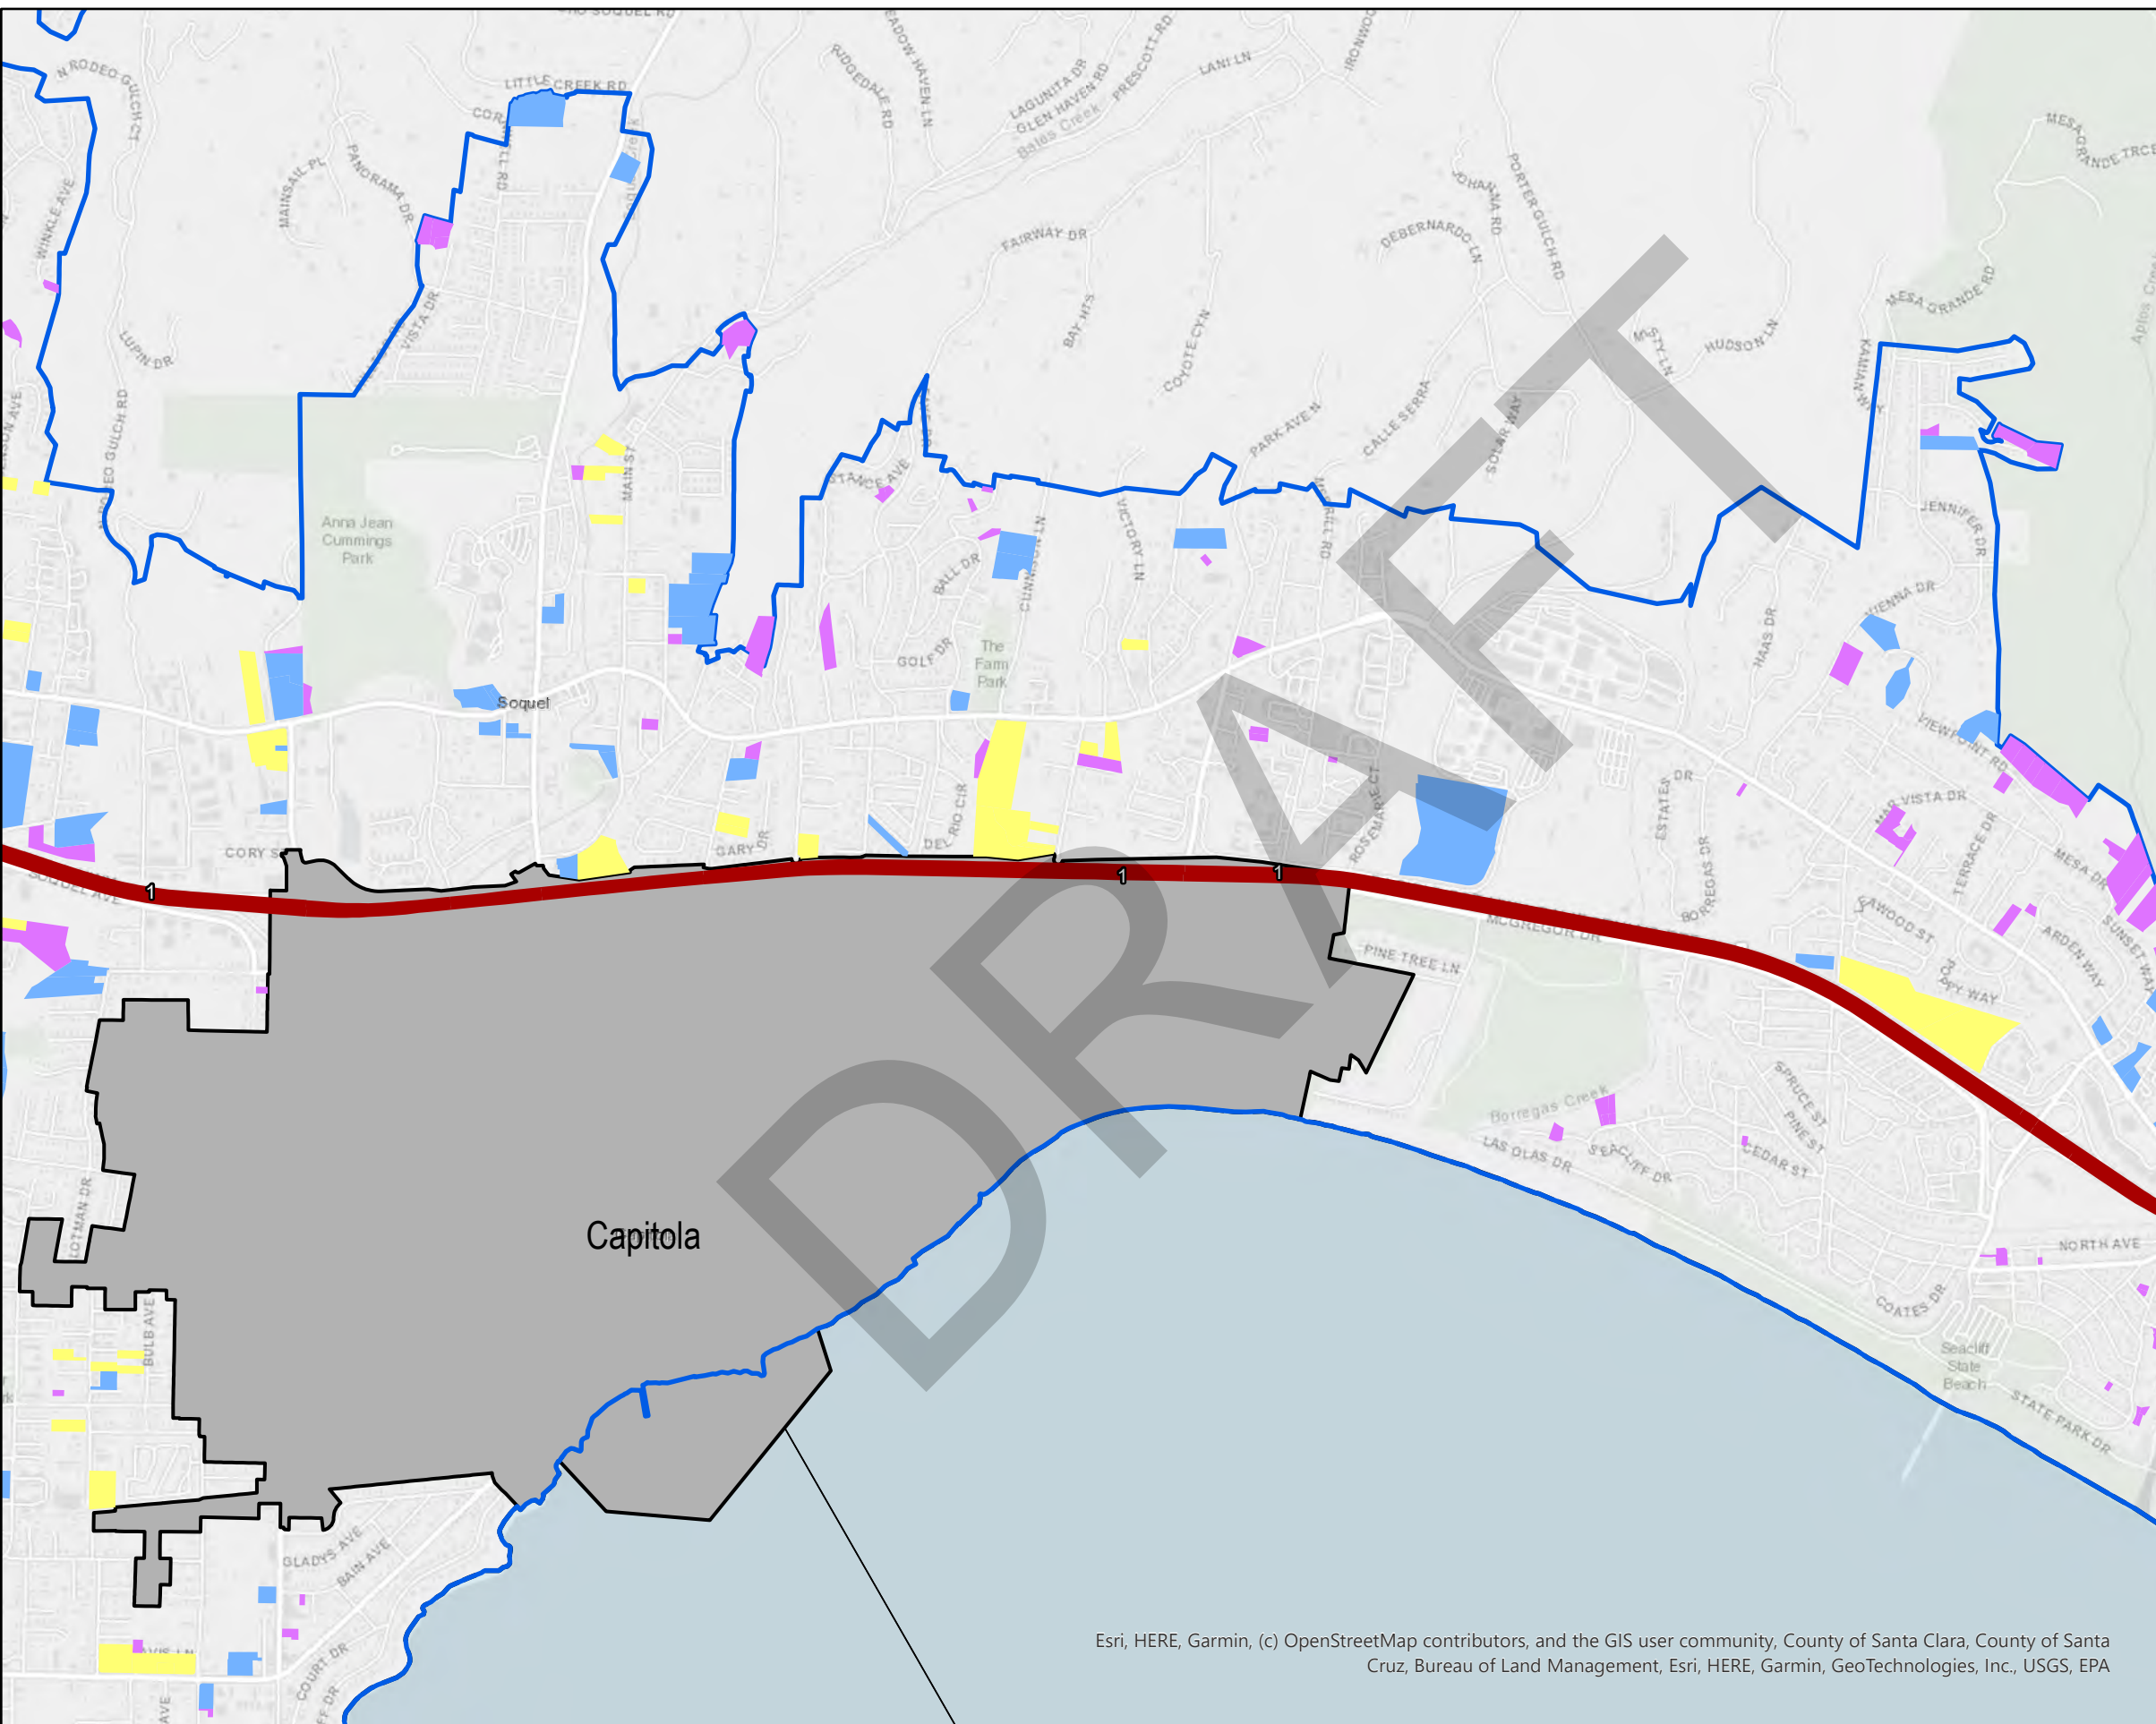 N RODEO GULCH CT
LITTLE CREEK RD
RIDGEDALE RD
LAGUNITA DR
GLEN HAVEN RD
PRESCOTT RD
Bates Creek
LANI LN
MESA
GRANDE TRCE
WINKLE AVE
MAINSAIL PL
PANORAMA DR
FAIRWAY DR
DEBERNARDO LN
PORTER GULCH RD
MESA GRANDE RD
LUPIN DR
VISTA DR
BAY HTS
COYOTE CYN
HUDSON LN
N RODEO GULCH RD
PARK AVE N
CALLE SERRA
SOLAR WAY
MAIN ST
Anna Jean
Cummings
Park
VICTORY LN
JENNIFER DR
BALL DR
VIENNA DR
GOLF DR
The
Farm
Park
HAAS DR
Soquel
VIEWPOINT RD
ESTATES DR
MAR VISTA DR
TERRACE DR
MESA DR
GARY DR
DEL RIO CIR
BORREGAS DR
SOQUEL AVE
1
1
1
MCGREGOR DR
PINE TREE LN
ARDEN WAY
SUNSET WAY
Borregas Creek
LAS OLAS DR
SEACLIFF DR
SPRUCE ST
PINE ST
CEDAR ST
Capitola
NORTH AVE
COATES DR
BULB AVE
Seacliff
State
Beach
STATE PARK DR
GLADYS AVE
BAIN AVE
COURT DR
DRAFT
Esri, HERE, Garmin, (c) OpenStreetMap contributors, and the GIS user community, County of Santa Clara, County of Santa
Cruz, Bureau of Land Management, Esri, HERE, Garmin, GeoTechnologies, Inc., USGS, EPA